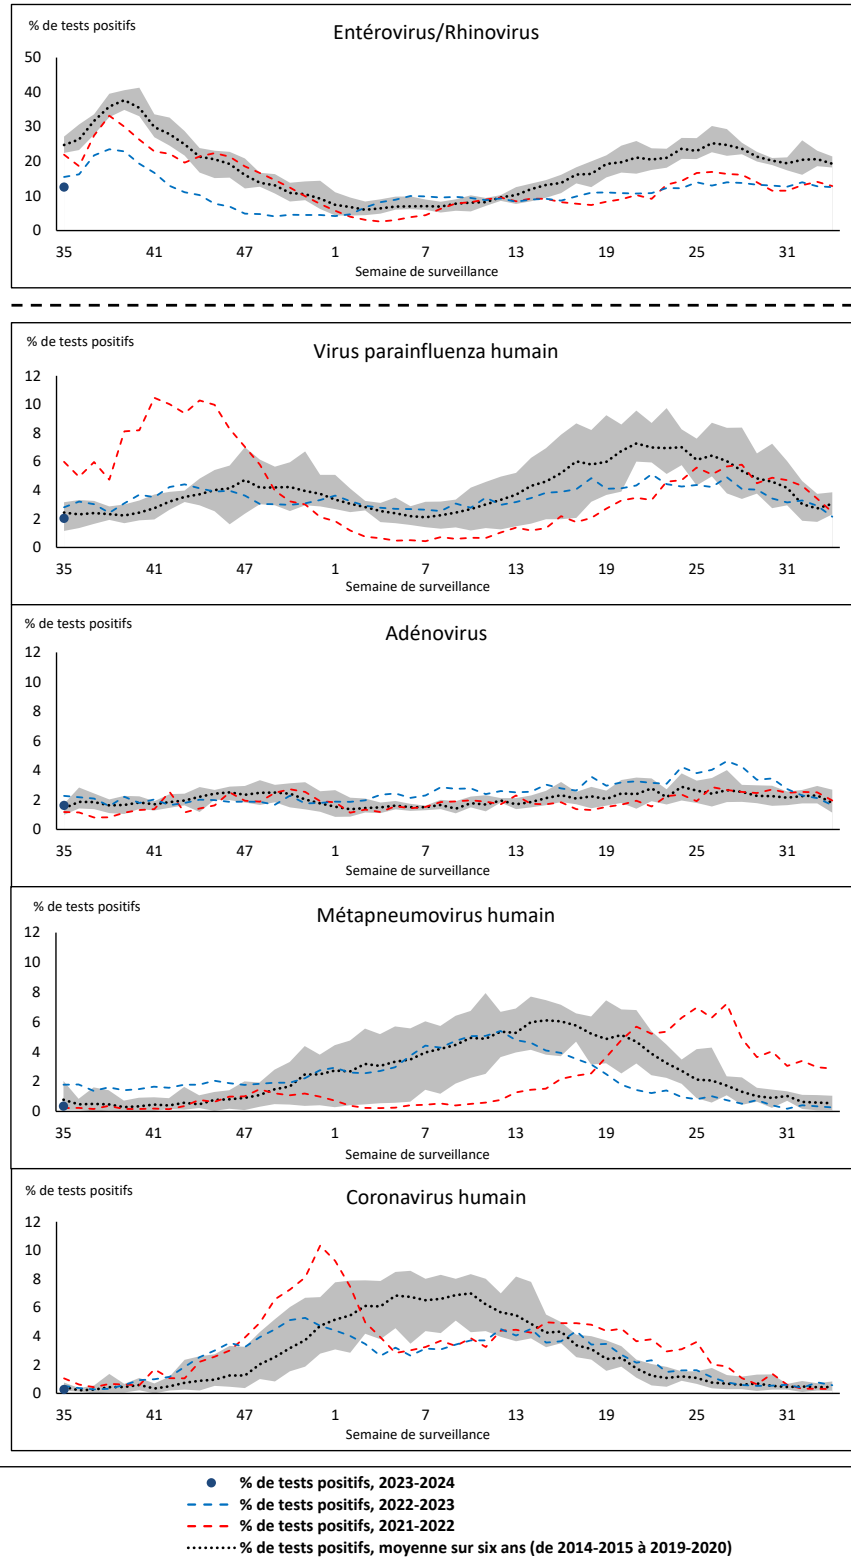 % de tests positifs
Entérovirus/Rhinovirus
50
40
30
20
10
0
35 41 47 1 7 13 19 25 31
Semaine de surveillance
% de tests positifs
Virus parainfluenza humain
12
10
8
6
4
2
0
35 41 47 1 7 13 19 25 31
Semaine de surveillance
% de tests positifs
Adénovirus
12
10
8
6
4
2
0
35 41 47 1 7 13 19 25 31
Semaine de surveillance
% de tests positifs
Métapneumovirus humain
12
10
8
6
4
2
0
35 41 47 1 7 13 19 25 31
Semaine de surveillance
% de tests positifs
Coronavirus humain
12
10
8
6
4
2
0
35 41 47 1 7 13 19 25 31
Semaine de surveillance
% de tests positifs, 2023-2024
% de tests positifs, 2022-2023
% de tests positifs, 2021-2022
% de tests positifs, moyenne sur six ans (de 2014-2015 à 2019-2020)